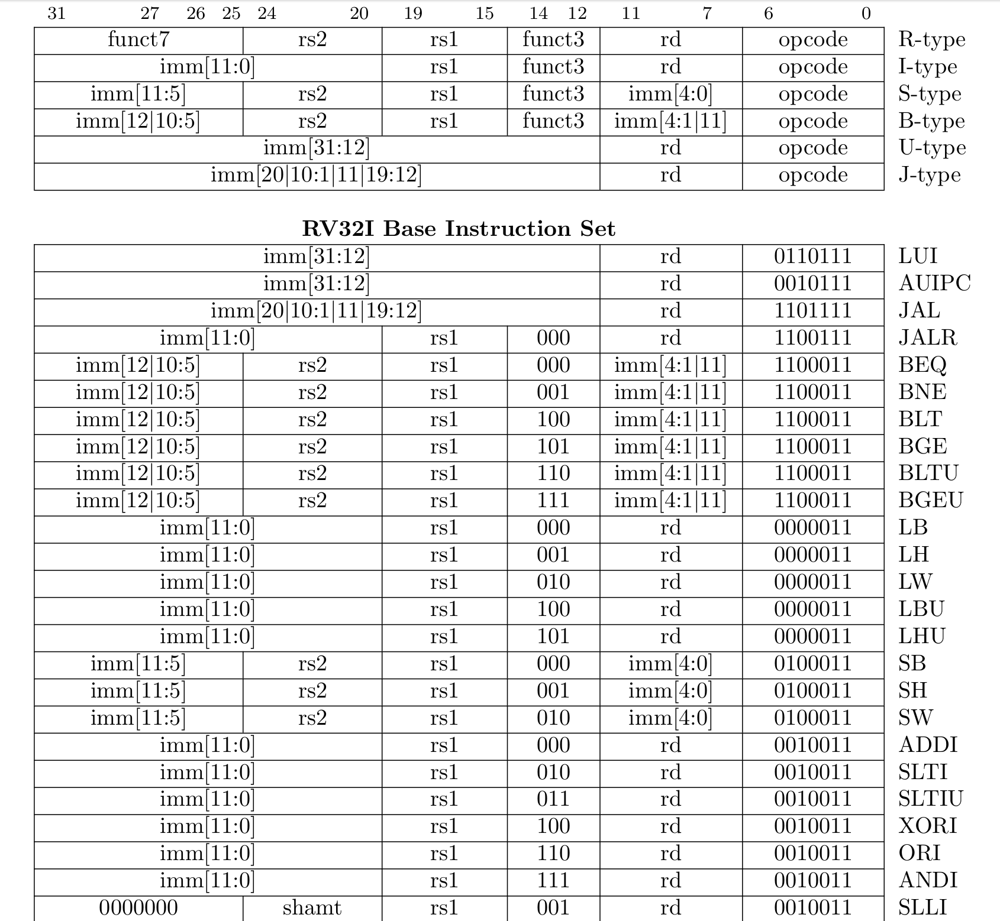 31 27 26 25 24 20 19 15 14 12 11 7 6 0
funct7 rs2 rs1 funct3 rd opcode R-type
imm[11:0] rs1 funct3 rd opcode I-type
imm[11:5] rs2 rs1 funct3 imm[4:0] opcode S-type
imm[12|10:5] rs2 rs1 funct3 imm[4:1|11] opcode B-type
imm[31:12] rd opcode U-type
imm[20|10:1|11|19:12] rd opcode J-type
RV32I Base Instruction Set
imm[31:12] rd 0110111 LUI
imm[31:12] rd 0010111 AUIPC
imm[20|10:1|11|19:12] rd 1101111 JAL
imm[11:0] rs1 000 rd 1100111 JALR
imm[12|10:5] rs2 rs1 000 imm[4:1|11] 1100011 BEQ
imm[12|10:5] rs2 rs1 001 imm[4:1|11] 1100011 BNE
imm[12|10:5] rs2 rs1 100 imm[4:1|11] 1100011 BLT
imm[12|10:5] rs2 rs1 101 imm[4:1|11] 1100011 BGE
imm[12|10:5] rs2 rs1 110 imm[4:1|11] 1100011 BLTU
imm[12|10:5] rs2 rs1 111 imm[4:1|11] 1100011 BGEU
imm[11:0] rs1 000 rd 0000011 LB
imm[11:0] rs1 001 rd 0000011 LH
imm[11:0] rs1 010 rd 0000011 LW
imm[11:0] rs1 100 rd 0000011 LBU
imm[11:0] rs1 101 rd 0000011 LHU
imm[11:5] rs2 rs1 000 imm[4:0] 0100011 SB
imm[11:5] rs2 rs1 001 imm[4:0] 0100011 SH
imm[11:5] rs2 rs1 010 imm[4:0] 0100011 SW
imm[11:0] rs1 000 rd 0010011 ADDI
imm[11:0] rs1 010 rd 0010011 SLTI
imm[11:0] rs1 011 rd 0010011 SLTIU
imm[11:0] rs1 100 rd 0010011 XORI
imm[11:0] rs1 110 rd 0010011 ORI
imm[11:0] rs1 111 rd 0010011 ANDI
0000000 shamt rs1 001 rd 0010011 SLLI